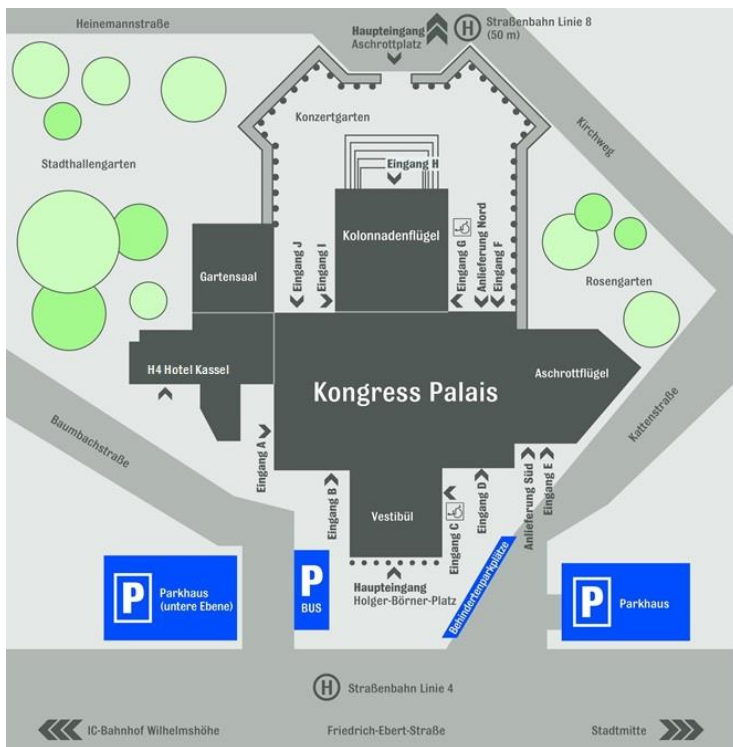 Heinemannstraße
Haupteingang
Aschrottplatz
H
Straßenbahn Linie 8
(50 m)
Konzertgarten
Kirchweg
Stadthallengarten
Eingang H
Kolonnadenflügel
Gartensaal
Eingang J
Eingang I
Eingang G
Anlieferung Nord
Eingang F
Rosengarten
H4 Hotel Kassel
Kongress Palais
Aschrottflügel
Baumbachstraße
Kattenstraße
Eingang A
Eingang B
Vestibül
Eingang C
Eingang D
Anlieferung Süd
Eingang E
Haupteingang
Holger-Börner-Platz
Behindertenparkplätze
P
Parkhaus
(untere Ebene)
P
BUS
P
Parkhaus
H
Straßenbahn Linie 4
IC-Bahnhof Wilhelmshöhe
Friedrich-Ebert-Straße
Stadtmitte